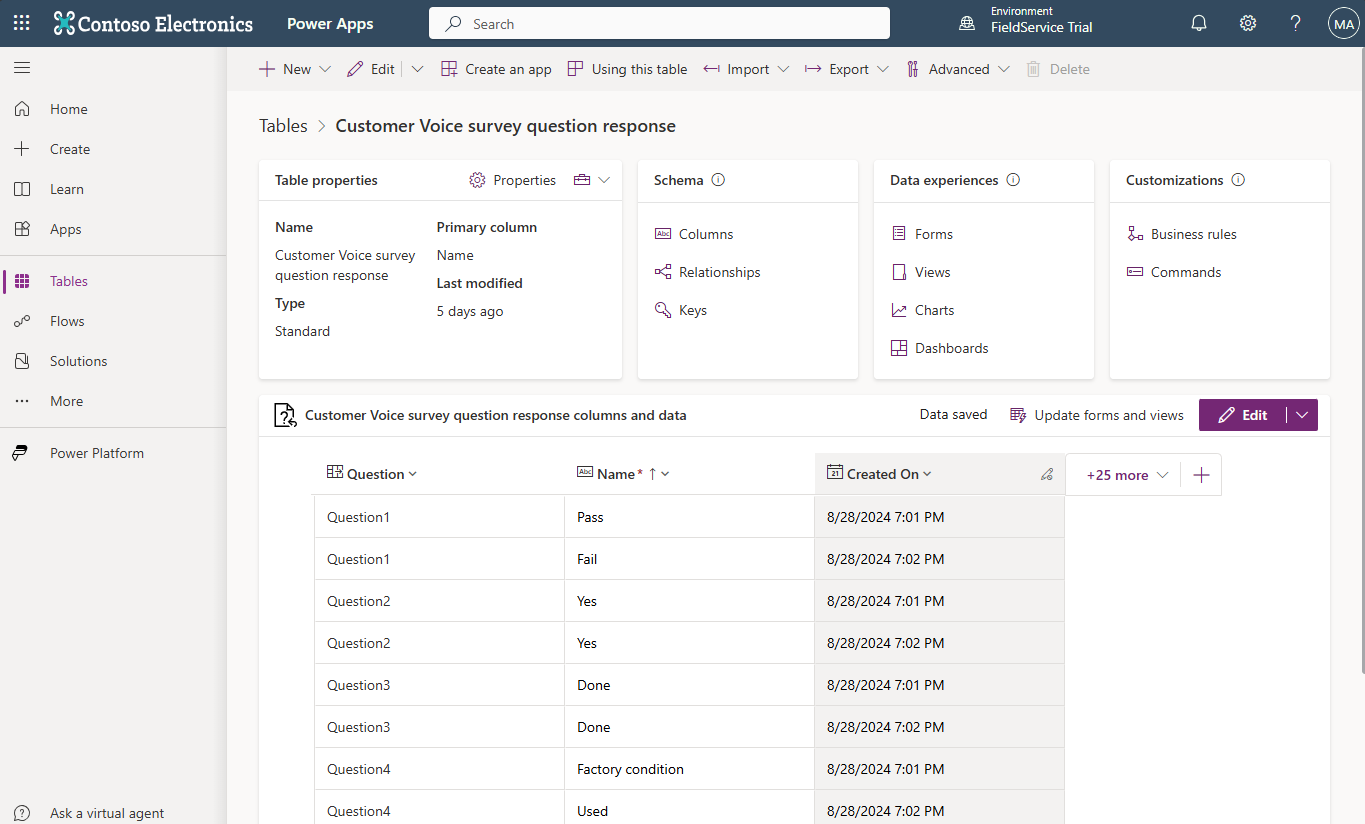 Contoso Electronics
Power Apps
Search
Environment
FieldService Trial
?
MA
New
Edit
Create an app
Using this table
Import
Export
Advanced
Delete
Home
Create
Learn
Apps
Tables
Flows
Solutions
More
Power Platform
Ask a virtual agent
Tables > Customer Voice survey question response
Table properties
Properties
Name
Customer Voice survey
question response
Type
Standard
Primary column
Name
Last modified
5 days ago
Schema
Abc Columns
Relationships
Keys
Data experiences
Forms
Views
Charts
Dashboards
Customizations
Business rules
Commands
Customer Voice survey question response columns and data
Data saved
Update forms and views
Edit
Question Abc Name * ↑ 21 Created On +25 more
Question1 Pass 8/28/2024 7:01 PM
Question1 Fail 8/28/2024 7:02 PM
Question2 Yes 8/28/2024 7:01 PM
Question2 Yes 8/28/2024 7:02 PM
Question3 Done 8/28/2024 7:01 PM
Question3 Done 8/28/2024 7:02 PM
Question4 Factory condition 8/28/2024 7:01 PM
Question4 Used 8/28/2024 7:02 PM